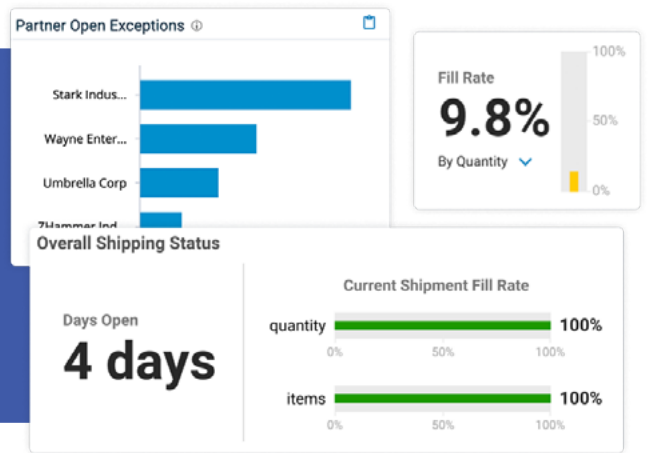 Partner Open Exceptions
Stark Indus...
Wayne Enter...
Umbrella Corp
ZHammer Ind
Fill Rate
9.8%
By Quantity
100%
50%
0%
Overall Shipping Status
Days Open
4 days
Current Shipment Fill Rate
quantity 100%
0% 50% 100%
items 100%
0% 50% 100%